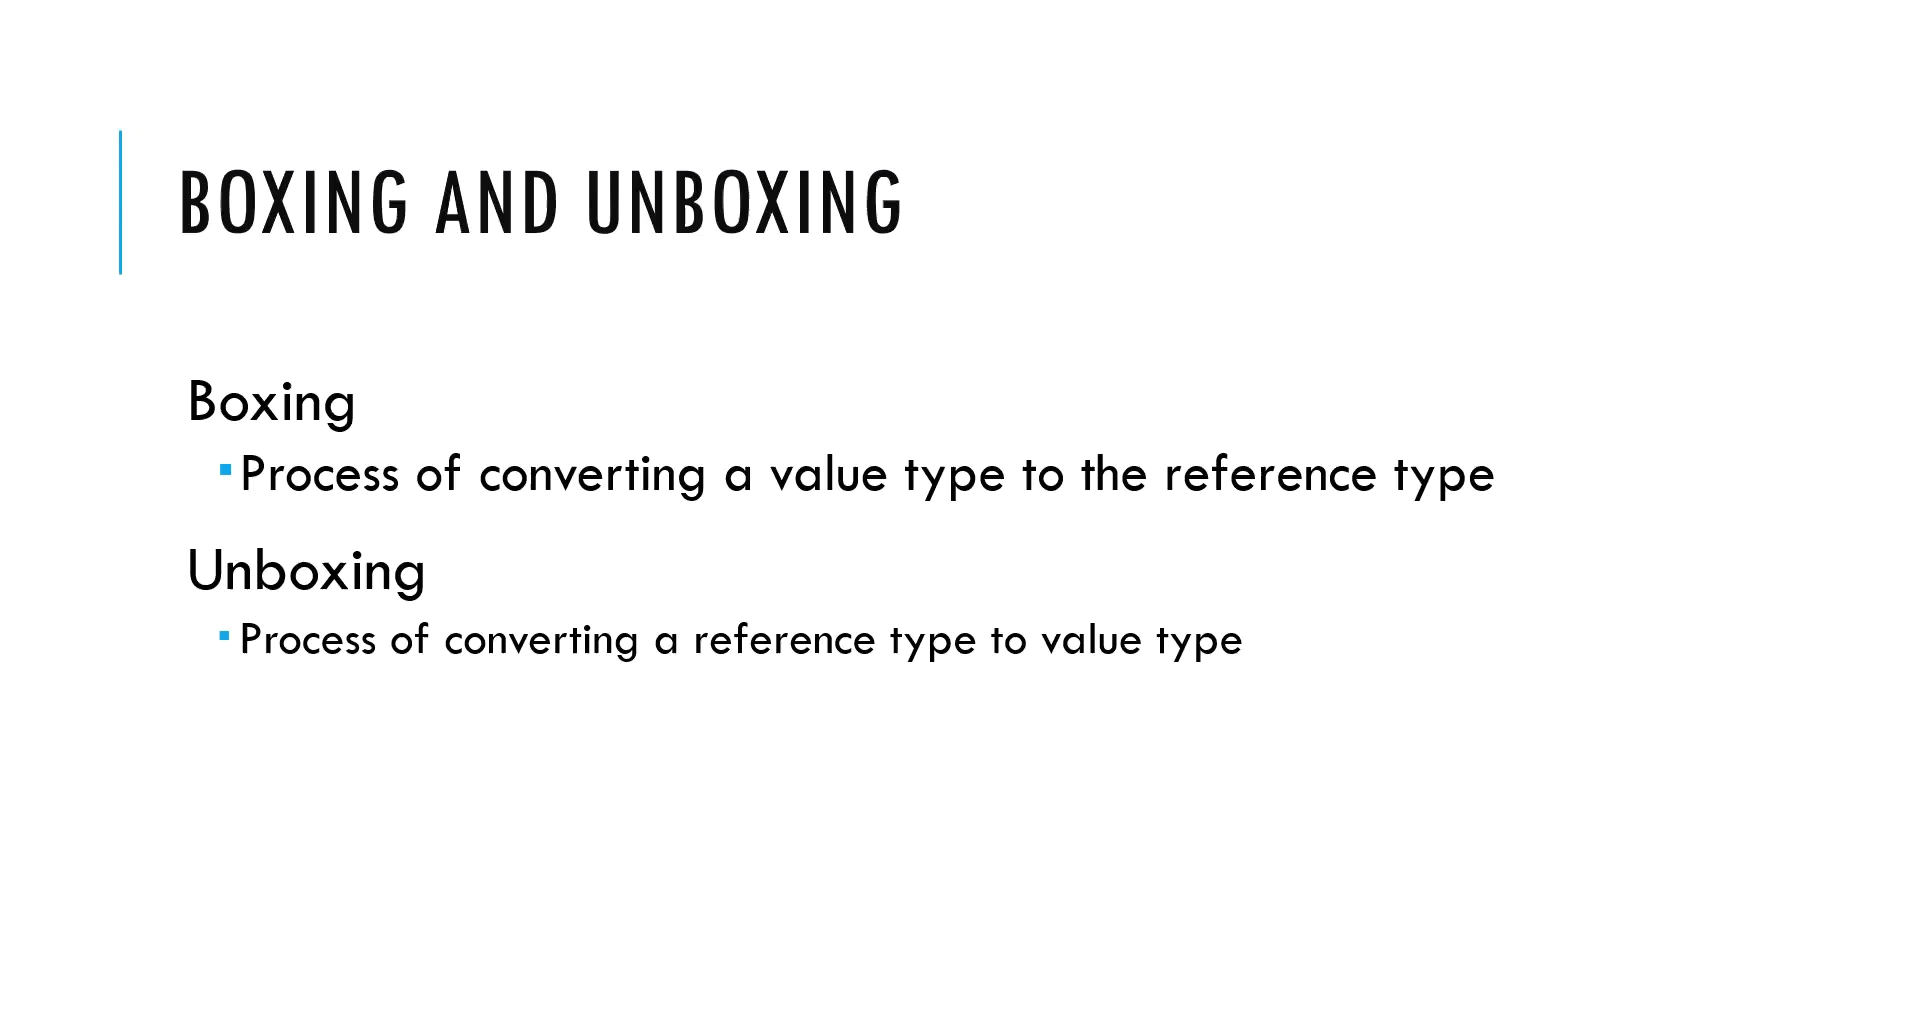 BOXING AND UNBOXING
Boxing
▪Process of converting a value type to the reference type
Unboxing
▪Process of converting a reference type to value type